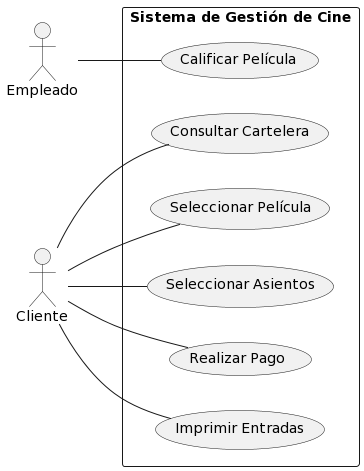 Sistema de Gestión de Cine
Empleado
Calificar Película
Consultar Cartelera
Seleccionar Película
Cliente
Seleccionar Asientos
Realizar Pago
Imprimir Entradas